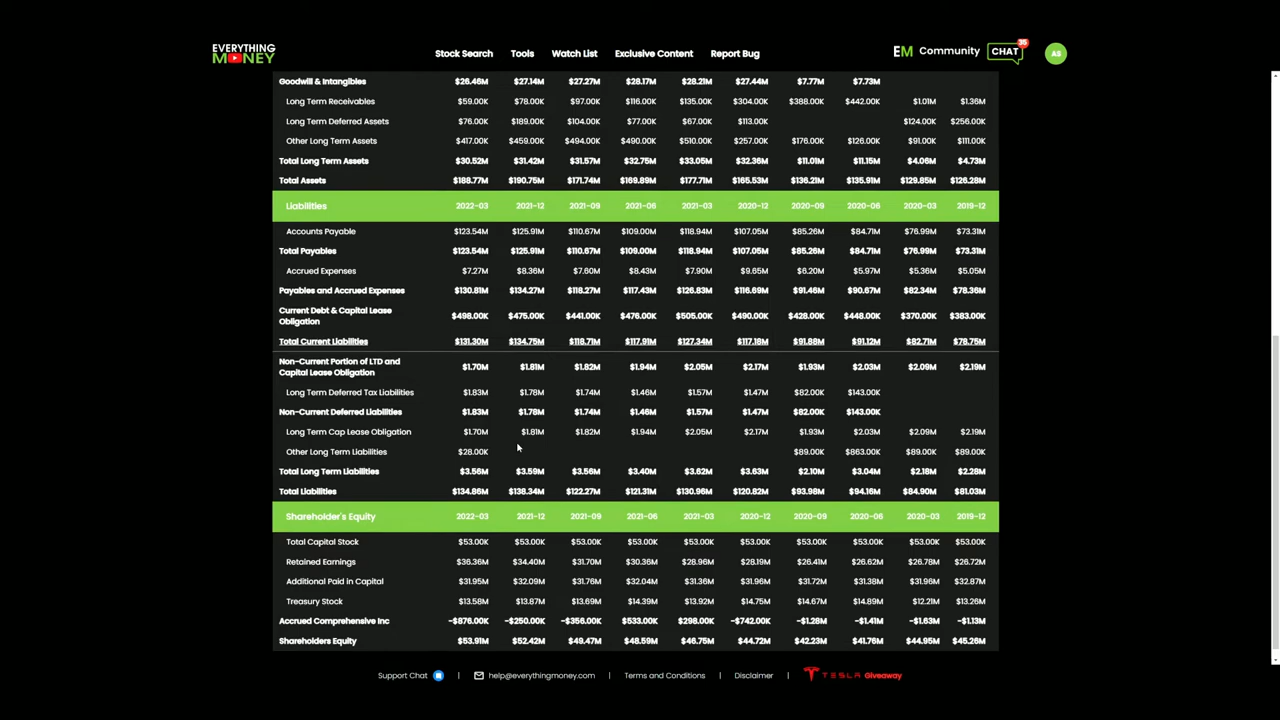 EVERYTHING
MONEY
Stock Search Tools Watch List Exclusive Content Report Bug
EM Community CHAT 35 AS
Goodwill & Intangibles $26.46M $27.14M $27.27M $28.17M $28.21M $27.44M $7.77M $7.73M
Long Term Receivables $59.00K $78.00K $97.00K $116.00K $135.00K $304.00K $388.00K $442.00K $1.01M $1.36M
Long Term Deferred Assets $76.00K $189.00K $104.00K $77.00K $67.00K $113.00K $124.00K $256.00K
Other Long Term Assets $417.00K $459.00K $494.00K $490.00K $510.00K $257.00K $176.00K $126.00K $91.00K $111.00K
Total Long Term Assets $30.52M $31.42M $31.57M $32.75M $33.05M $32.36M $11.01M $11.15M $4.06M $4.73M
Total Assets $188.77M $190.75M $171.74M $169.89M $177.71M $165.53M $136.21M $135.91M $129.85M $126.28M
Liabilities 2022-03 2021-12 2021-09 2021-06 2021-03 2020-12 2020-09 2020-06 2020-03 2019-12
Accounts Payable $123.54M $125.91M $110.67M $109.00M $118.94M $107.05M $85.26M $84.71M $76.99M $73.31M
Total Payables $123.54M $125.91M $110.67M $109.00M $118.94M $107.05M $85.26M $84.71M $76.99M $73.31M
Accrued Expenses $7.27M $8.36M $7.60M $8.43M $7.90M $9.65M $6.20M $5.97M $5.36M $5.05M
Payables and Accrued Expenses $130.81M $134.27M $118.27M $117.43M $126.83M $116.69M $91.46M $90.67M $82.34M $78.36M
Current Debt & Capital Lease
Obligation $498.00K $475.00K $441.00K $476.00K $505.00K $490.00K $428.00K $448.00K $370.00K $383.00K
Total Current Liabilities $131.30M $134.75M $118.71M $117.91M $127.34M $117.18M $91.88M $91.12M $82.71M $78.75M
Non-Current Portion of LTD and
Capital Lease Obligation $1.70M $1.81M $1.82M $1.94M $2.05M $2.17M $1.93M $2.03M $2.09M $2.19M
Long Term Deferred Tax Liabilities $1.83M $1.78M $1.74M $1.46M $1.57M $1.47M $82.00K $143.00K
Non-Current Deferred Liabilities $1.83M $1.78M $1.74M $1.46M $1.57M $1.47M $82.00K $143.00K
Long Term Cap Lease Obligation $1.70M $1.81M $1.82M $1.94M $2.05M $2.17M $1.93M $2.03M $2.09M $2.19M
Other Long Term Liabilities $28.00K $89.00K $863.00K $89.00K $89.00K
Total Long Term Liabilities $3.56M $3.59M $3.56M $3.40M $3.62M $3.63M $2.10M $3.04M $2.18M $2.28M
Total Liabilities $134.86M $138.34M $122.27M $121.31M $130.96M $120.82M $93.98M $94.16M $84.90M $81.03M
Shareholder's Equity 2022-03 2021-12 2021-09 2021-06 2021-03 2020-12 2020-09 2020-06 2020-03 2019-12
Total Capital Stock $53.00K $53.00K $53.00K $53.00K $53.00K $53.00K $53.00K $53.00K $53.00K $53.00K
Retained Earnings $36.36M $34.40M $31.70M $30.36M $28.96M $28.19M $26.41M $26.62M $26.78M $26.72M
Additional Paid in Capital $31.95M $32.09M $31.76M $32.04M $31.36M $31.96M $31.72M $31.38M $31.96M $32.87M
Treasury Stock $13.58M $13.87M $13.69M $14.39M $13.92M $14.75M $14.67M $14.89M $12.21M $13.26M
Accrued Comprehensive Inc -$876.00K -$250.00K -$356.00K $533.00K $298.00K -$742.00K -$1.28M -$1.41M -$1.63M -$1.13M
Shareholders Equity $53.91M $52.42M $49.47M $48.59M $46.75M $44.72M $42.23M $41.76M $44.95M $45.26M
Support Chat | help@everythingmoney.com | Terms and Conditions | Disclaimer | TESLA Giveaway